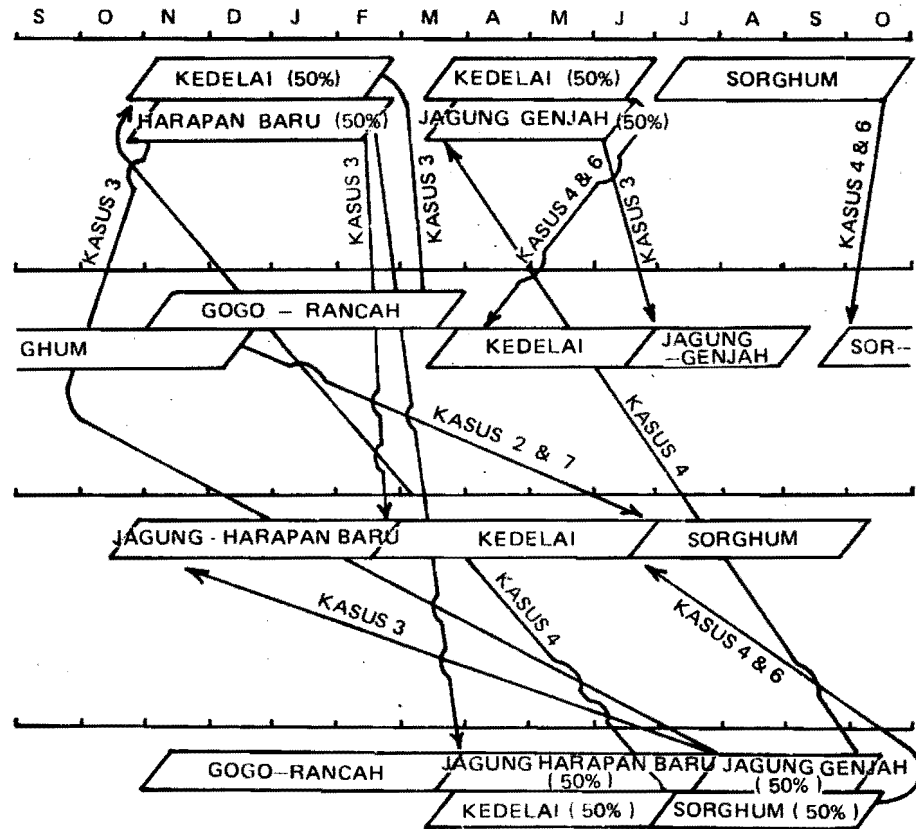 S O N D J F M A M J J A S O
KEDELAI (50%)
KEDELAI (50%)
SORGHUM
HARAPAN BARU (50%)
JAGUNG GENJAH (50%)
KASUS 3
KASUS 3
KASUS 3
KASUS 4 & 6
KASUS 3
KASUS 4 & 6
GOGO – RANCAH
GHUM
KEDELAI
JAGUNG
–GENJAH
SOR--
KASUS 2 & 7
KASUS 4
JAGUNG - HARAPAN BARU
KEDELAI
SORGHUM
KASUS 3
KASUS 4
KASUS 4 & 6
GOGO–RANCAH
JAGUNG HARAPAN BARU
(50%)
JAGUNG GENJAH
(50%)
KEDELAI (50%)
SORGHUM (50%)